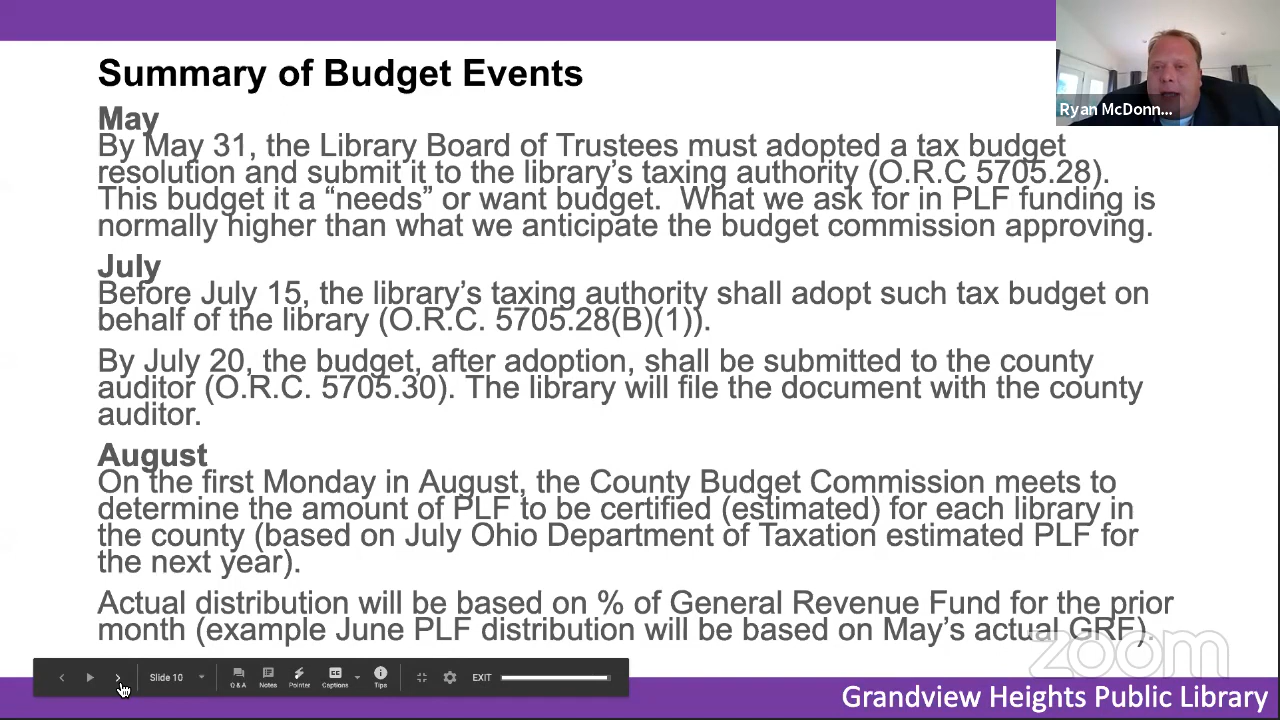 Summary of Budget Events
Ryan McDonn...
May
By May 31, the Library Board of Trustees must adopted a tax budget
resolution and submit it to the library's taxing authority (O.R.C 5705.28).
This budget it a “needs” or want budget.  What we ask for in PLF funding is
normally higher than what we anticipate the budget commission approving.
July
Before July 15, the library's taxing authority shall adopt such tax budget on
behalf of the library (O.R.C. 5705.28(B)(1)).
By July 20, the budget, after adoption, shall be submitted to the county
auditor (O.R.C. 5705.30). The library will file the document with the county
auditor.
August
On the first Monday in August, the County Budget Commission meets to
determine the amount of PLF to be certified (estimated) for each library in
the county (based on July Ohio Department of Taxation estimated PLF for
the next year).
Actual distribution will be based on % of General Revenue Fund for the prior
month (example June PLF distribution will be based on May's actual GRF).
zoom
Slide 10
Q & A
Notes
Pointer
Captions
Tips
EXIT
Grandview Heights Public Library